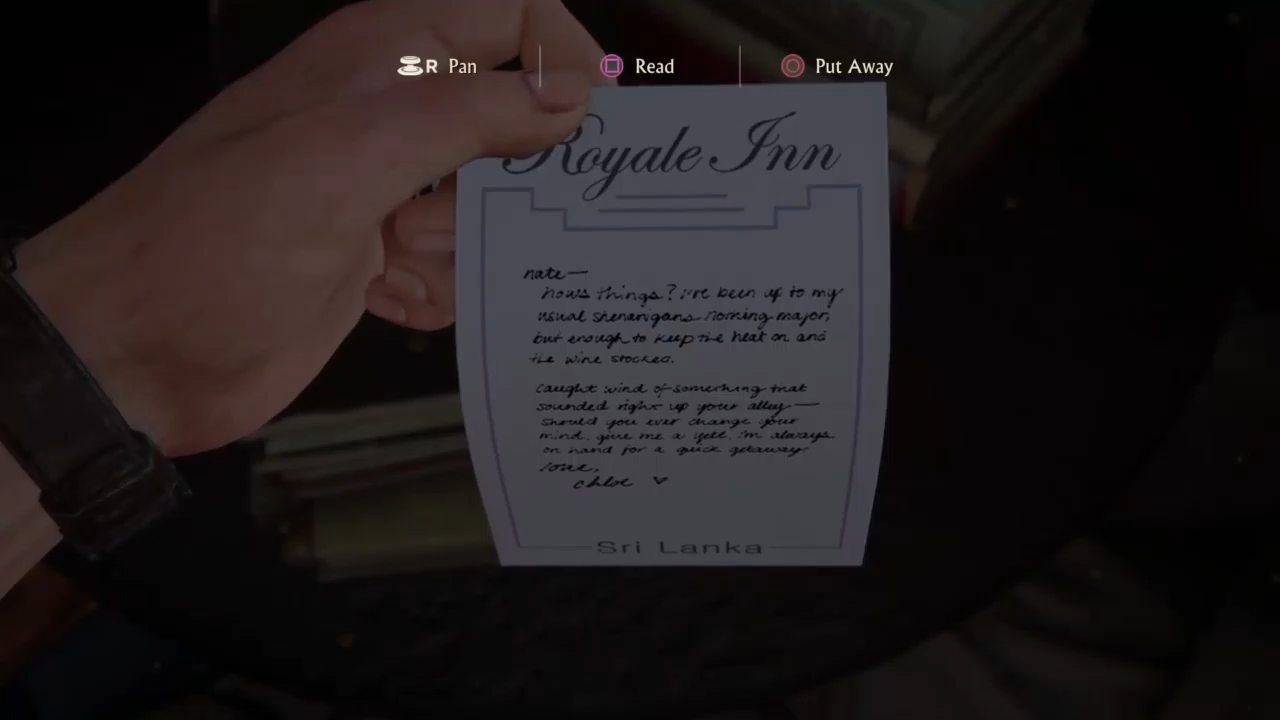 R Pan Read Put Away
Royale Inn
nate—
hows things? I've been up to my
usual shenanigans. Nothing major,
but enough to keep the heat on and
the wine stocked.
Caught wind of something that
sounded right up your alley—
should you ever change your
mind, give me a yell. I'm always
on hand for a quick getaway.
love,
chloe
Sri Lanka